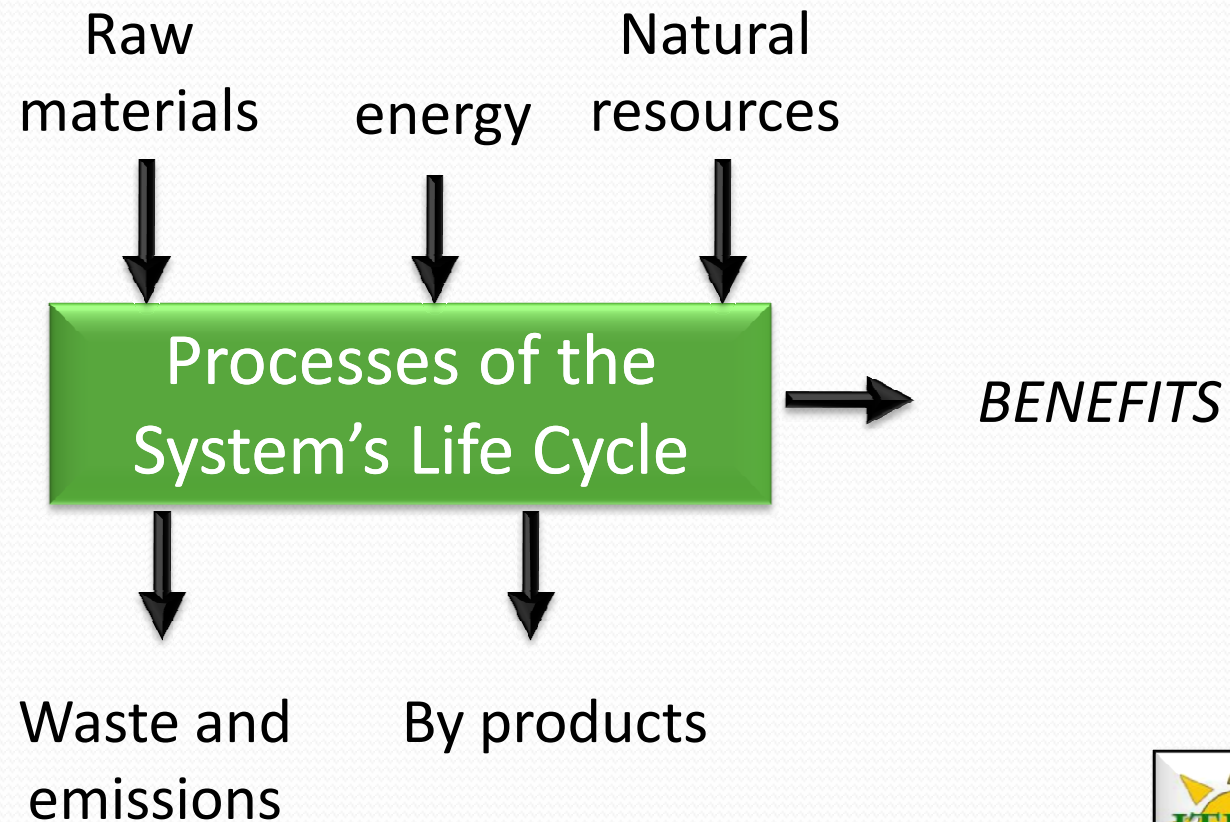 Raw
materials
energy
Natural
resources
Processes of the
System’s Life Cycle
BENEFITS
Waste and
emissions
By products